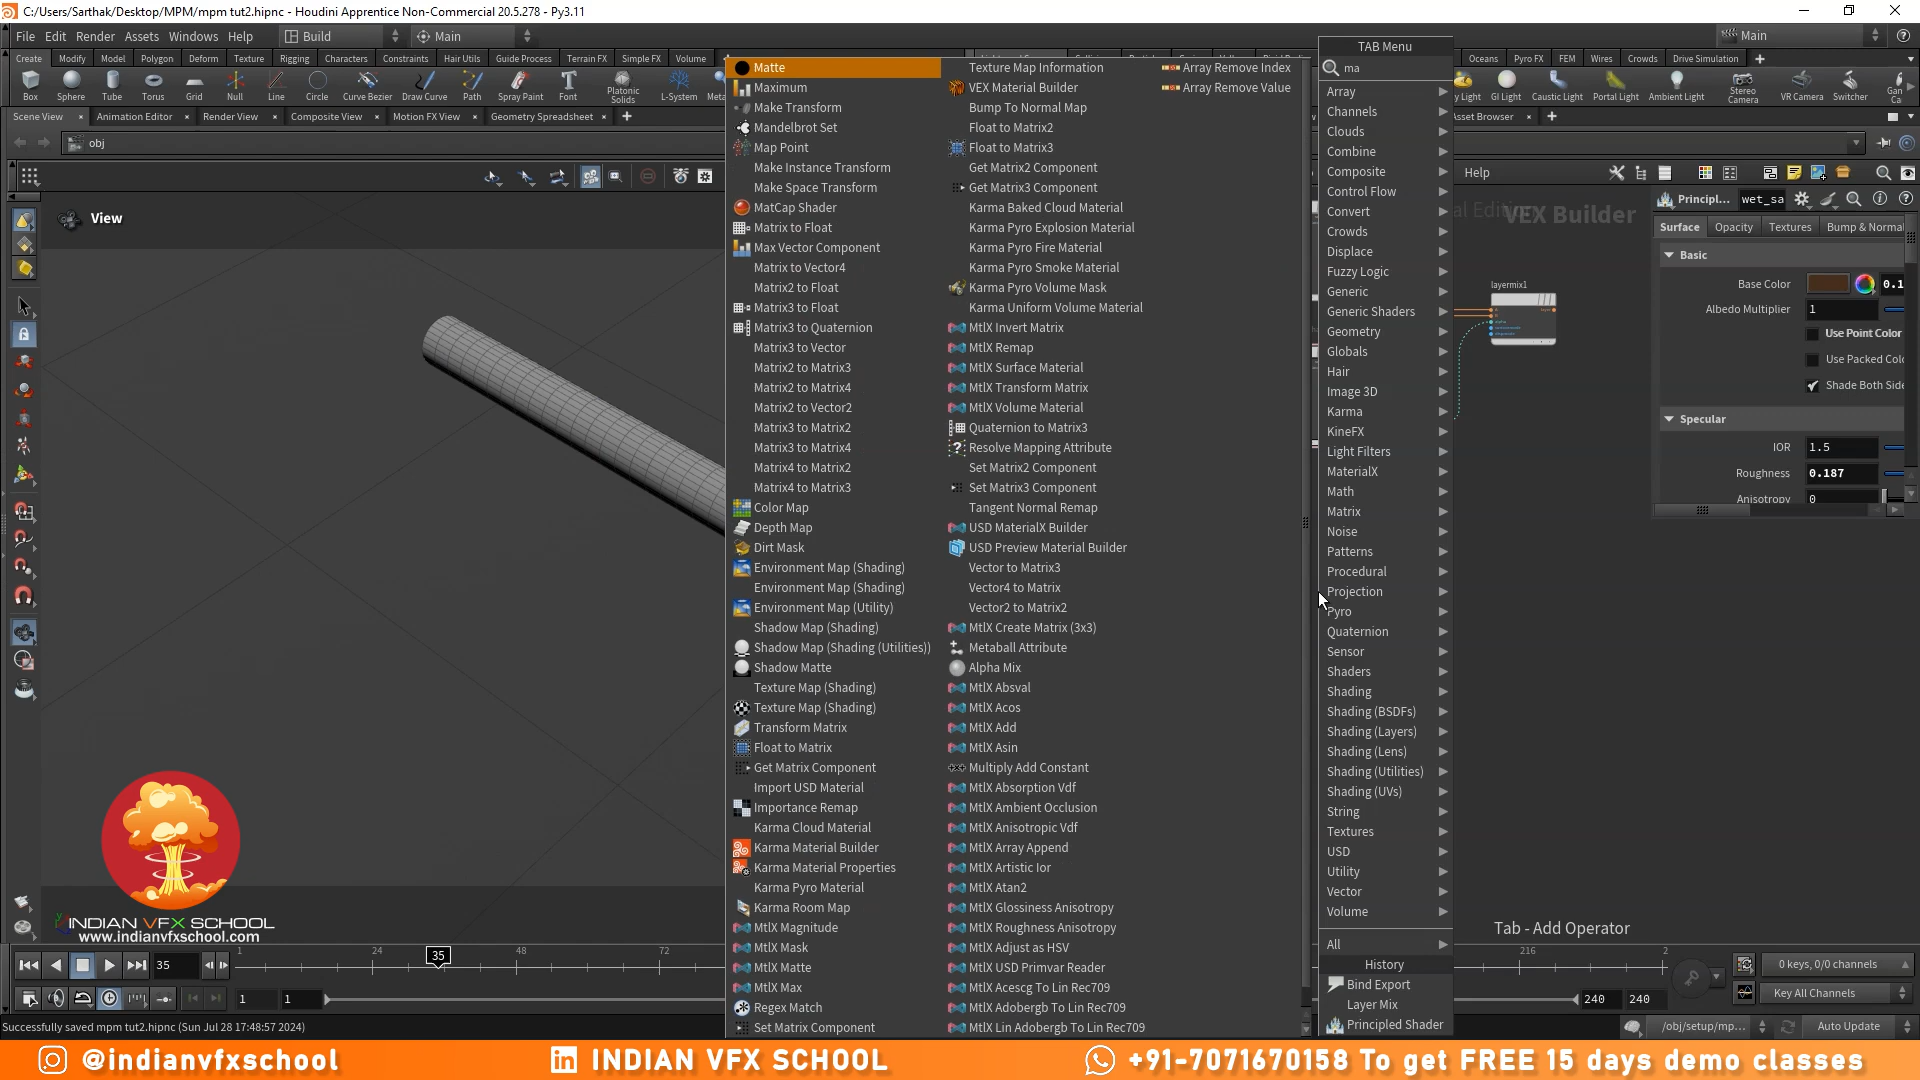 C:/Users/Sarthak/Desktop/MPM/mpm tut2.hipnc - Houdini Apprentice Non-Commercial 20.5.278 - Py3.11
File Edit Render Assets Windows Help Build Main Main
Create Modify Model Polygon Deform Texture Rigging Characters Constraints Hair Utils Guide Process Terrain FX Simple FX Volume
Oceans Pyro FX FEM Wires Crowds Drive Simulation
Box Sphere Tube Torus Grid Null Line Circle Curve Bezier Draw Curve Path Spray Paint Font Platonic Solids L-System
GI Light Caustic Light Portal Light Ambient Light Stereo Camera VR Camera Switcher
Scene View Animation Editor Render View Composite View Motion FX View Geometry Spreadsheet
Asset Browser
obj
Help
View
VEX Builder
TAB Menu
ma
Array
Channels
Clouds
Combine
Composite
Control Flow
Convert
Crowds
Displace
Fuzzy Logic
Generic
Generic Shaders
Geometry
Globals
Hair
Image 3D
Karma
KineFX
Light Filters
MaterialX
Math
Matrix
Noise
Patterns
Procedural
Projection
Pyro
Quaternion
Sensor
Shaders
Shading
Shading (BSDFs)
Shading (Layers)
Shading (Lens)
Shading (Utilities)
Shading (UVs)
String
Textures
USD
Utility
Vector
Volume
All
History
Bind Export
Layer Mix
Principled Shader
Matte
Maximum
Make Transform
Mandelbrot Set
Map Point
Make Instance Transform
Make Space Transform
MatCap Shader
Matrix to Float
Max Vector Component
Matrix to Vector4
Matrix2 to Float
Matrix3 to Float
Matrix3 to Quaternion
Matrix3 to Vector
Matrix2 to Matrix3
Matrix2 to Matrix4
Matrix2 to Vector2
Matrix3 to Matrix2
Matrix3 to Matrix4
Matrix4 to Matrix2
Matrix4 to Matrix3
Color Map
Depth Map
Dirt Mask
Environment Map (Shading)
Environment Map (Shading)
Environment Map (Utility)
Shadow Map (Shading)
Shadow Map (Shading (Utilities))
Shadow Matte
Texture Map (Shading)
Texture Map (Shading)
Transform Matrix
Float to Matrix
Get Matrix Component
Import USD Material
Importance Remap
Karma Cloud Material
Karma Material Builder
Karma Material Properties
Karma Pyro Material
Karma Room Map
MtlX Magnitude
MtlX Mask
MtlX Matte
MtlX Max
Regex Match
Set Matrix Component
Texture Map Information
VEX Material Builder
Bump To Normal Map
Float to Matrix2
Float to Matrix3
Get Matrix2 Component
Get Matrix3 Component
Karma Baked Cloud Material
Karma Pyro Explosion Material
Karma Pyro Fire Material
Karma Pyro Smoke Material
Karma Pyro Volume Mask
Karma Uniform Volume Material
MtlX Invert Matrix
MtlX Remap
MtlX Surface Material
MtlX Transform Matrix
MtlX Volume Material
Quaternion to Matrix3
Resolve Mapping Attribute
Set Matrix2 Component
Set Matrix3 Component
Tangent Normal Remap
USD MaterialX Builder
USD Preview Material Builder
Vector to Matrix3
Vector4 to Matrix
Vector2 to Matrix2
MtlX Create Matrix (3x3)
Metaball Attribute
Alpha Mix
MtlX Absval
MtlX Acos
MtlX Add
MtlX Asin
Multiply Add Constant
MtlX Absorption Vdf
MtlX Ambient Occlusion
MtlX Anisotropic Vdf
MtlX Array Append
MtlX Artistic Ior
MtlX Atan2
MtlX Glossiness Anisotropy
MtlX Roughness Anisotropy
MtlX Adjust as HSV
MtlX USD Primvar Reader
MtlX Acescg To Lin Rec709
MtlX Adobergb To Lin Rec709
MtlX Lin Adobergb To Lin Rec709
Array Remove Index
Array Remove Value
layermix1
Princi​pl... wet_sa
Surface Opacity Textures Bump & Normal
Basic
Base Color 0.1
Albedo Multiplier 1
Use Point Color
Use Packed Colo
Shade Both Side
Specular
IOR 1.5
Roughness 0.187
Anisotropy 0
Tab - Add Operator
INDIAN VFX SCHOOL
www.indianvfxschool.com
35 1 24 35 48 72 216 2
0 keys, 0/0 channels
1 1 240 240 Key All Channels
Successfully saved mpm tut2.hipnc (Sun Jul 28 17:48:57 2024)
/obj/setup/mp... Auto Update
@indianvfxschool INDIAN VFX SCHOOL +91-7071670158 To get FREE 15 days demo classes